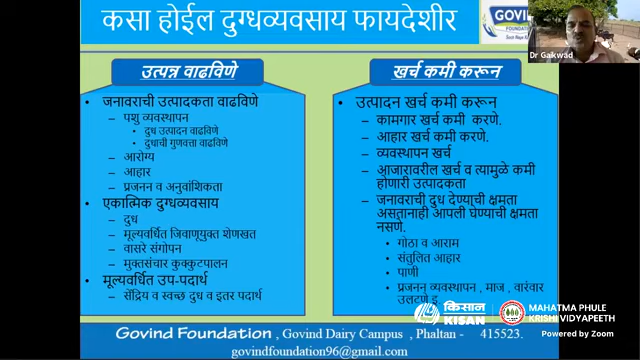 कसा होईल दुग्धव्यवसाय फायदेशीर
GOVIND
FOUNDATION
Dr Gaikwad
उत्पन्न वाढविणे
• जनावराची उत्पादकता वाढविणे
– पशु व्यवस्थापन
• दुध उत्पादन वाढविणे
• दुधाची गुणवत्ता वाढविणे
– आरोग्य
– आहार
– प्रजनन व अनुवांशिकता
• एकात्मिक दुग्धव्यवसाय
– दुध
– मूल्यवर्धित जिवाणूयुक्त शेणखत
– वासरे संगोपन
– मुक्तसंचार कुक्कुटपालन
• मूल्यवर्धित उप-पदार्थ
– सेंद्रिय व स्वच्छ दुध व इतर पदार्थ
खर्च कमी करून
• उत्पादन खर्च कमी करून
– कामगार खर्च कमी करणे.
– आहार खर्च कमी करणे.
– व्यवस्थापन खर्च
– आजारावरील खर्च व त्यामुळे कमी
होणारी उत्पादकता
– जनावराची दुध देण्याची क्षमता
असतानाही आपली घेण्याची क्षमता
नसणे.
• गोठा व आराम
• संतुलित आहार
• पाणी
• प्रजनन व्यवस्थापन , माज , वारंवार
उलटणे इ
किसान
KISAN
MAHATMA PHULE
KRISHI VIDYAPEETH
Powered by Zoom
Govind Foundation , Govind Dairy Campus , Phaltan - 415523.
govindfoundation96@gmail.com